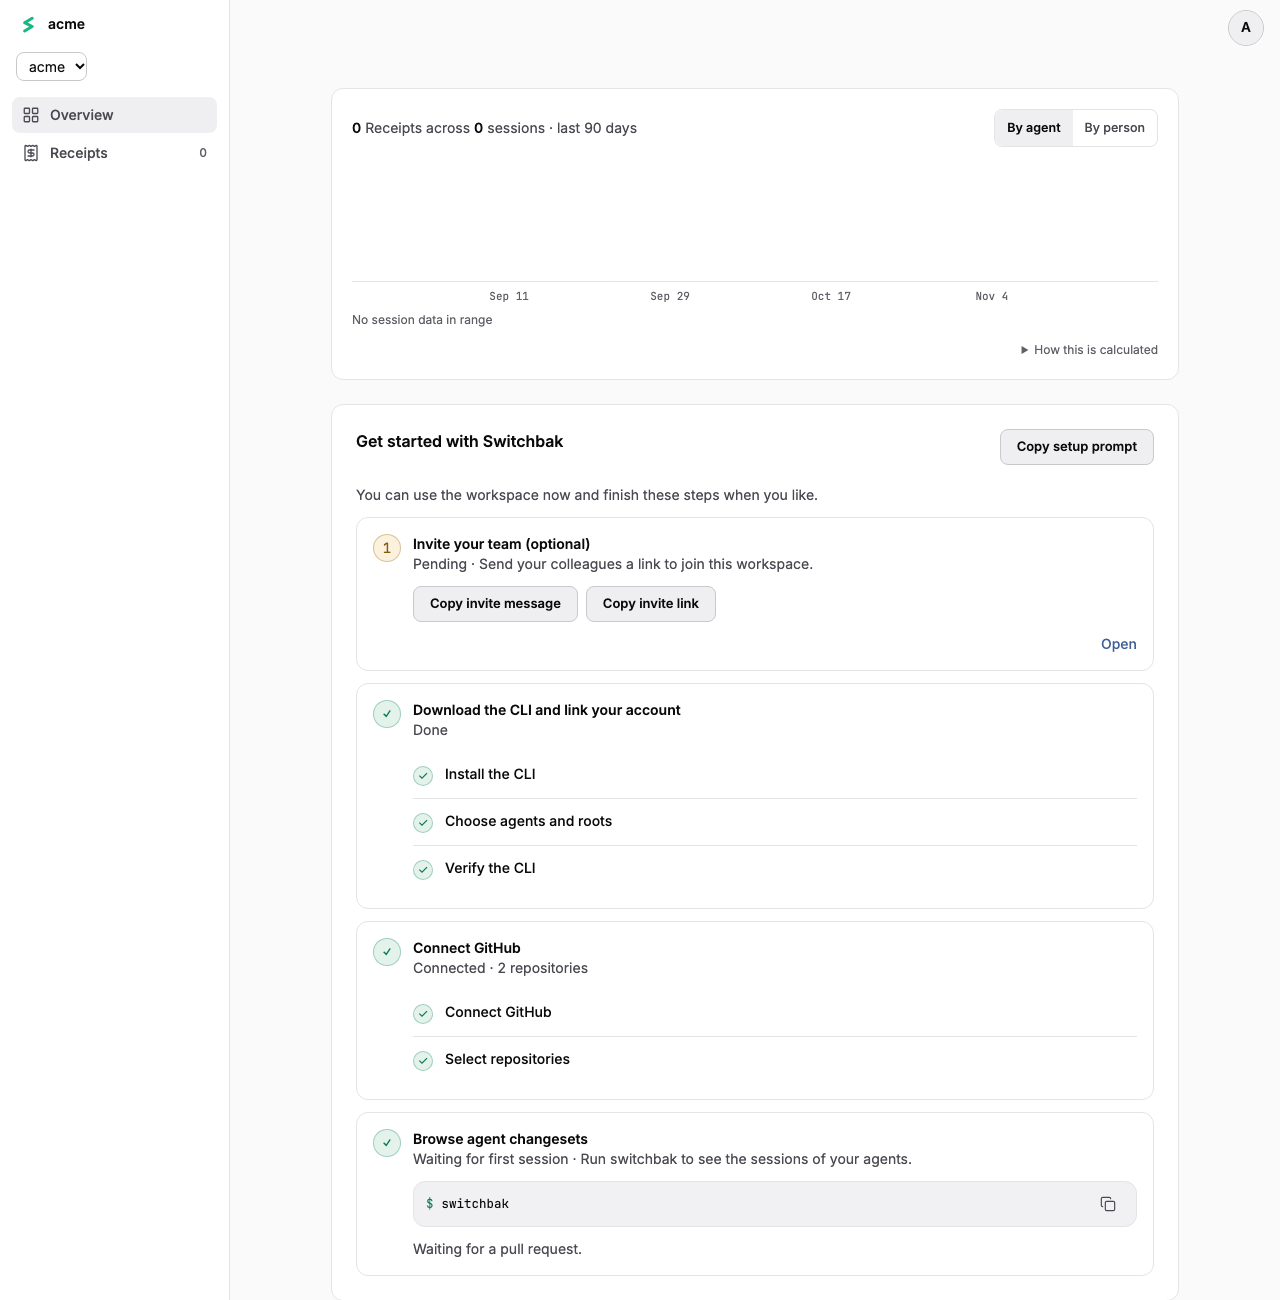 acme
acme
Overview
Receipts 0
A
0 Receipts across 0 sessions · last 90 days
By agent By person
Sep 11 Sep 29 Oct 17 Nov 4
No session data in range
How this is calculated
Get started with Switchbak
Copy setup prompt
You can use the workspace now and finish these steps when you like.
1
Invite your team (optional)
Pending · Send your colleagues a link to join this workspace.
Copy invite message Copy invite link
Open
Download the CLI and link your account
Done
Install the CLI
Choose agents and roots
Verify the CLI
Connect GitHub
Connected · 2 repositories
Connect GitHub
Select repositories
Browse agent changesets
Waiting for first session · Run switchbak to see the sessions of your agents.
$ switchbak
Waiting for a pull request.